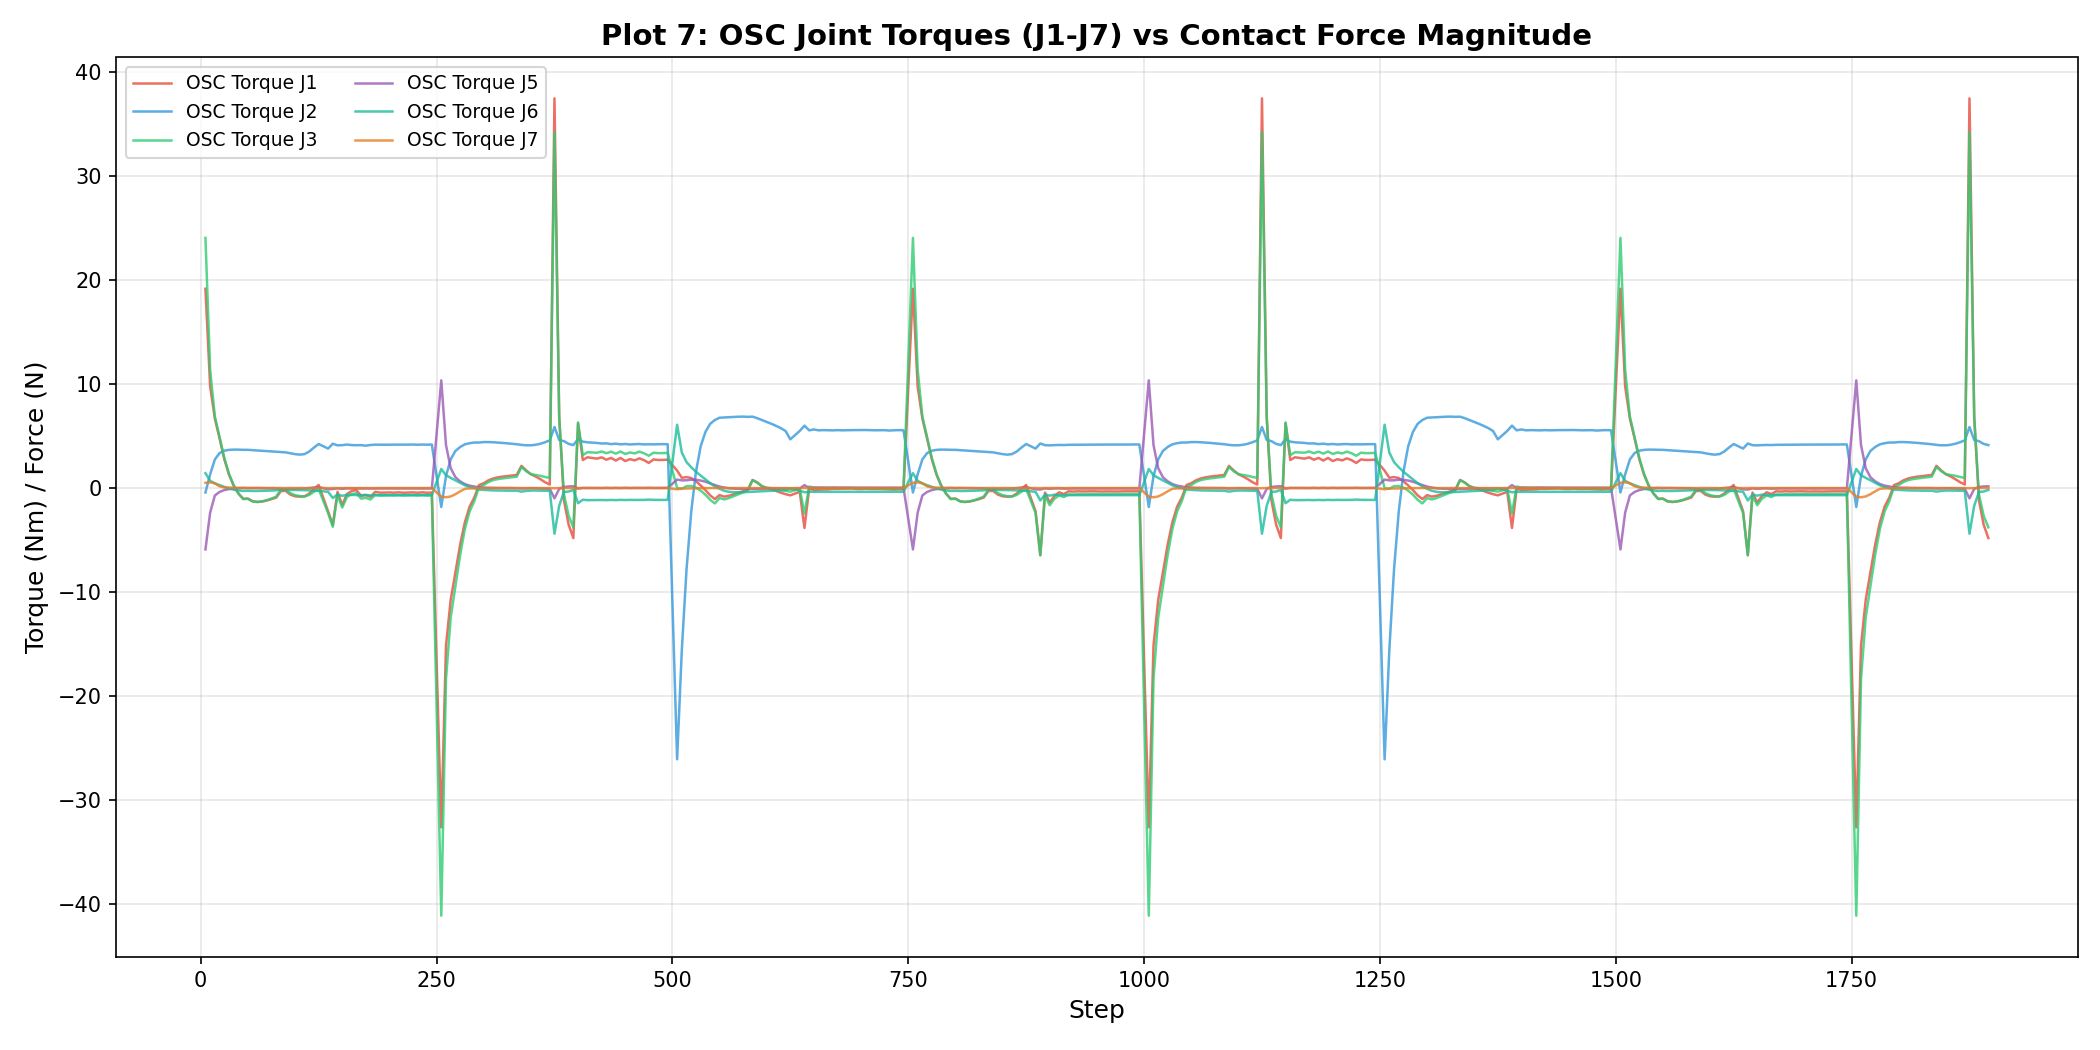 Plot 7: OSC Joint Torques (J1-J7) vs Contact Force Magnitude
OSC Torque J1
OSC Torque J2
OSC Torque J3
OSC Torque J5
OSC Torque J6
OSC Torque J7
Torque (Nm) / Force (N)
40
30
20
10
0
−10
−20
−30
−40
0 250 500 750 1000 1250 1500 1750
Step